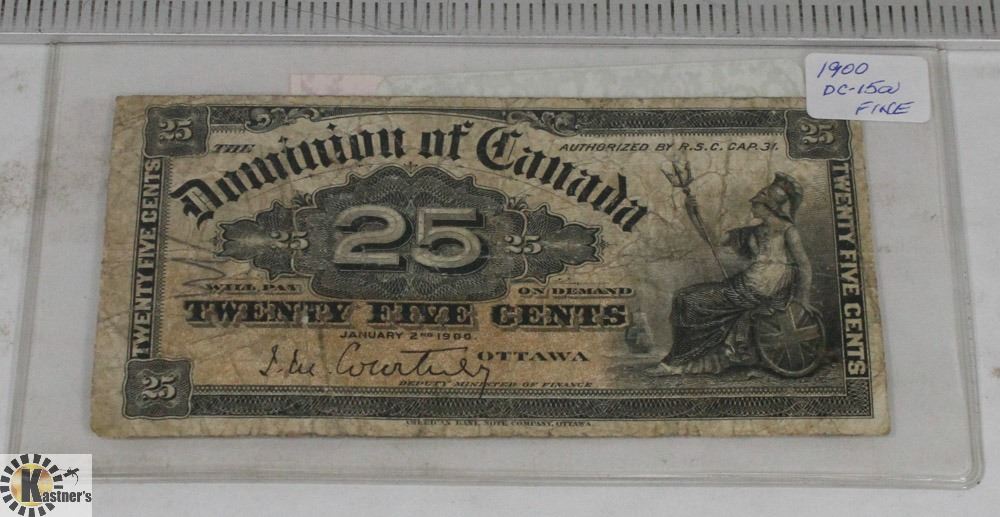 1900
DC-15a
FINE
25
25
THE
AUTHORIZED BY R.S.C. CAP. 31.
Dominion of Canada
TWENTY FIVE CENTS
TWENTY FIVE CENTS
25
25
25
WILL PAY
ON DEMAND
TWENTY FIVE CENTS
JANUARY 2ND 1900.
Courtney
OTTAWA
DEPUTY MINISTER OF FINANCE
25
AMERICAN BANK NOTE COMPANY, OTTAWA.
Kastner's